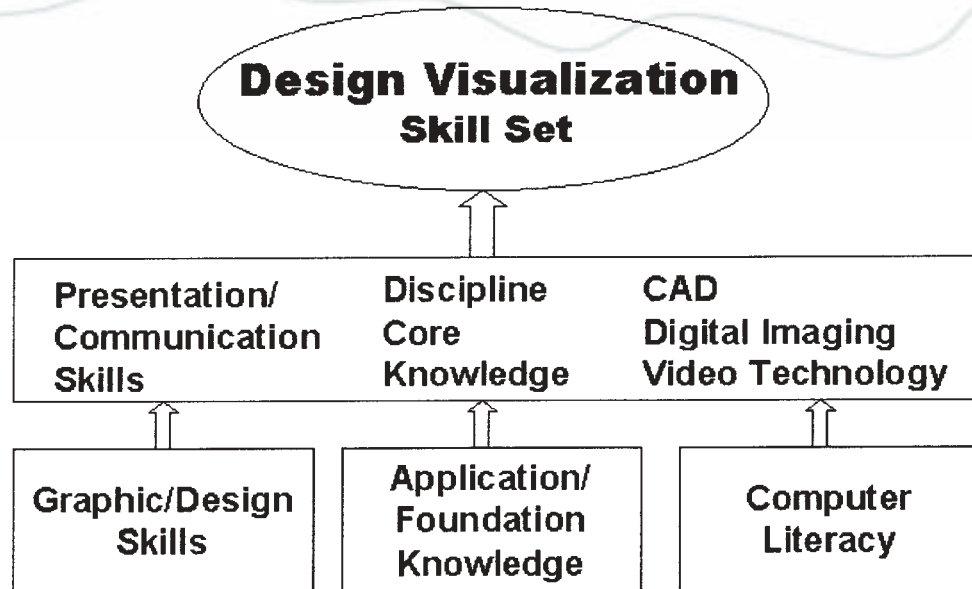 Design Visualization
Skill Set
Presentation/
Communication
Skills
Discipline
Core
Knowledge
CAD
Digital Imaging
Video Technology
Graphic/Design
Skills
Application/
Foundation
Knowledge
Computer
Literacy